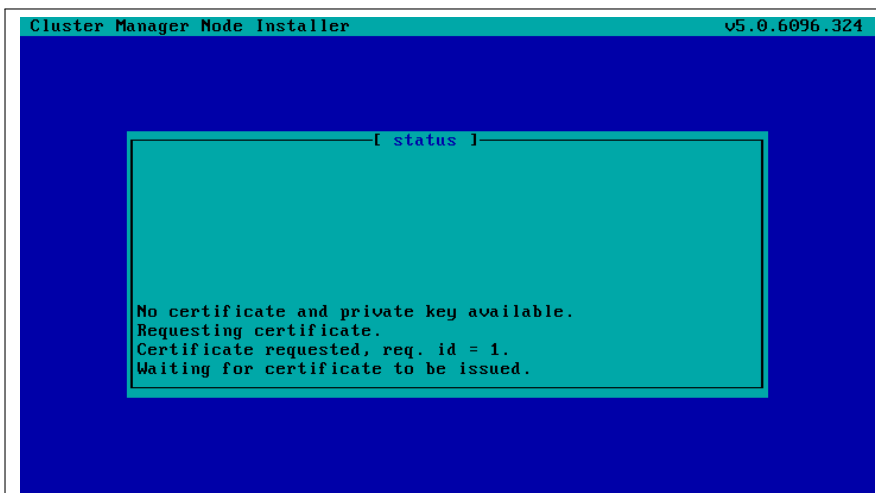 Cluster Manager Node Installer v5.0.6096.324
[ status ]
No certificate and private key available.
Requesting certificate.
Certificate requested, req. id = 1.
Waiting for certificate to be issued.